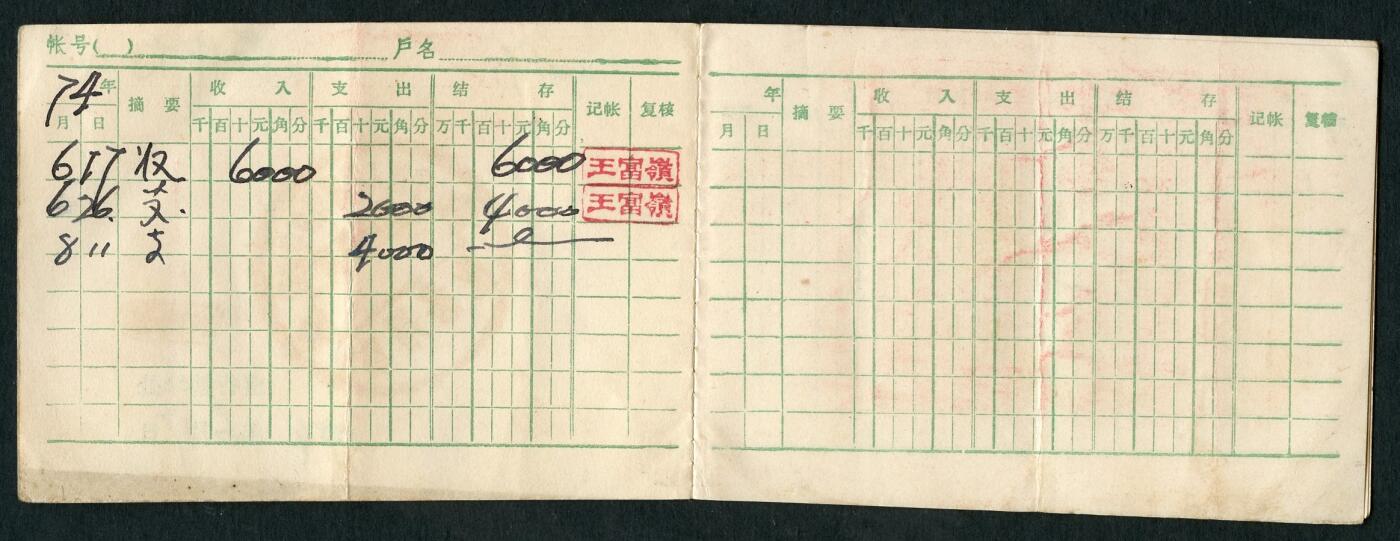 帐号( ) 户名
74年 摘要 收入 支出 结存 记帐 复核
月 日 千百十元角分 千百十元角分 万千百十元角分
6 17 收 6000 6000 王富嶺
6 26 支 2000 4000 王富嶺
8 11 支 4000
年 摘要 收入 支出 结存 记帐 复核
月 日 千百十元角分 千百十元角分 万千百十元角分